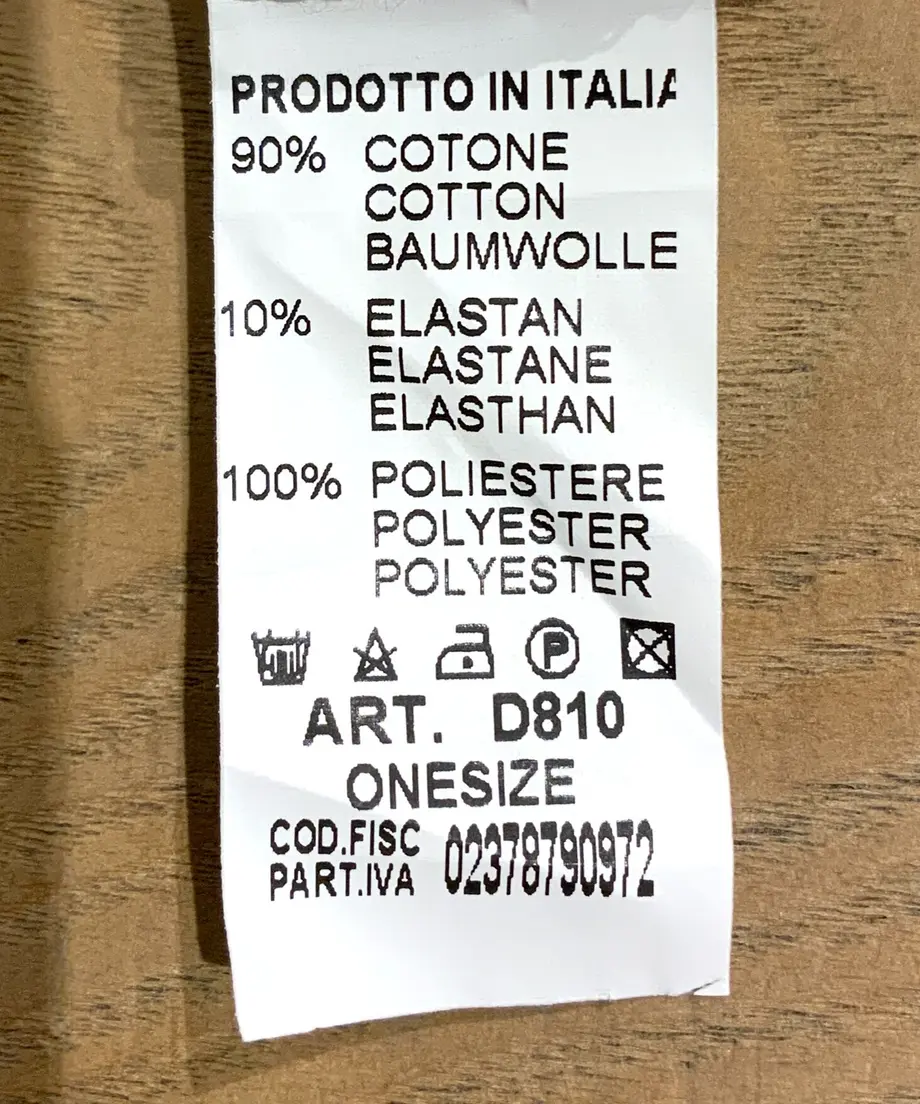 PRODOTTO IN ITALIA
90% COTONE
COTTON
BAUMWOLLE
10% ELASTAN
ELASTANE
ELASTHAN
100% POLIESTERE
POLYESTER
POLYESTER
P
ART. D810
ONESIZE
COD.FISC
PART.IVA 02378790972